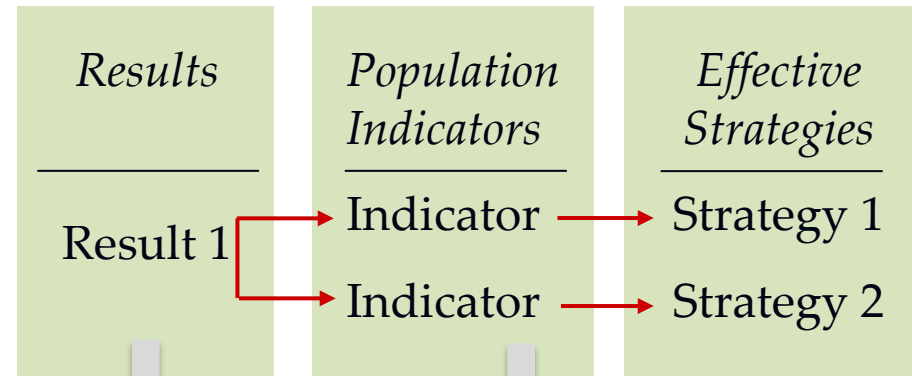 Results
Population
Indicators
Effective
Strategies
Result 1
Indicator
Strategy 1
Indicator
Strategy 2